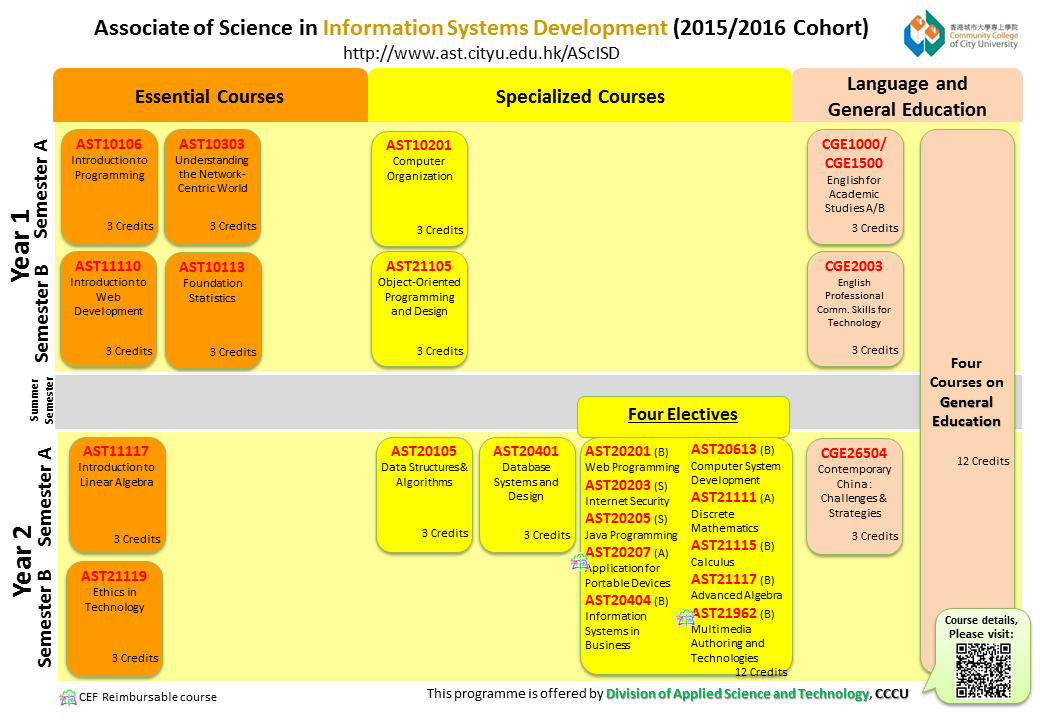 Associate of Science in Information Systems Development (2015/2016 Cohort)
http://www.ast.cityu.edu.hk/AScISD
香港城市大學專上學院
Community College
of City University
Essential Courses
Specialized Courses
Language and
General Education
Year 1
Semester A
AST10106
Introduction to
Programming
3 Credits
AST10303
Understanding
the Network-
Centric World
3 Credits
AST10201
Computer
Organization
3 Credits
CGE1000/
CGE1500
English for
Academic
Studies A/B
3 Credits
Semester B
AST11110
Introduction to
Web
Development
3 Credits
AST10113
Foundation
Statistics
3 Credits
AST21105
Object-Oriented
Programming
and Design
3 Credits
CGE2003
English
Professional
Comm. Skills for
Technology
3 Credits
Four
Courses on
General
Education
12 Credits
Summer
Semester
Year 2
Semester A
AST11117
Introduction to
Linear Algebra
3 Credits
AST20105
Data Structures &
Algorithms
3 Credits
AST20401
Database
Systems and
Design
3 Credits
Four Electives
AST20201 (B)
Web Programming
AST20203 (S)
Internet Security
AST20205 (S)
Java Programming
AST20207 (A)
Application for
Portable Devices
AST20404 (B)
Information
Systems in
Business
AST20613 (B)
Computer System
Development
AST21111 (A)
Discrete
Mathematics
AST21115 (B)
Calculus
AST21117 (B)
Advanced Algebra
AST21962 (B)
Multimedia
Authoring and
Technologies
12 Credits
CGE26504
Contemporary
China :
Challenges &
Strategies
3 Credits
Semester B
AST21119
Ethics in
Technology
3 Credits
Course details,
Please visit:
CEF Reimbursable course
This programme is offered by Division of Applied Science and Technology, CCCU